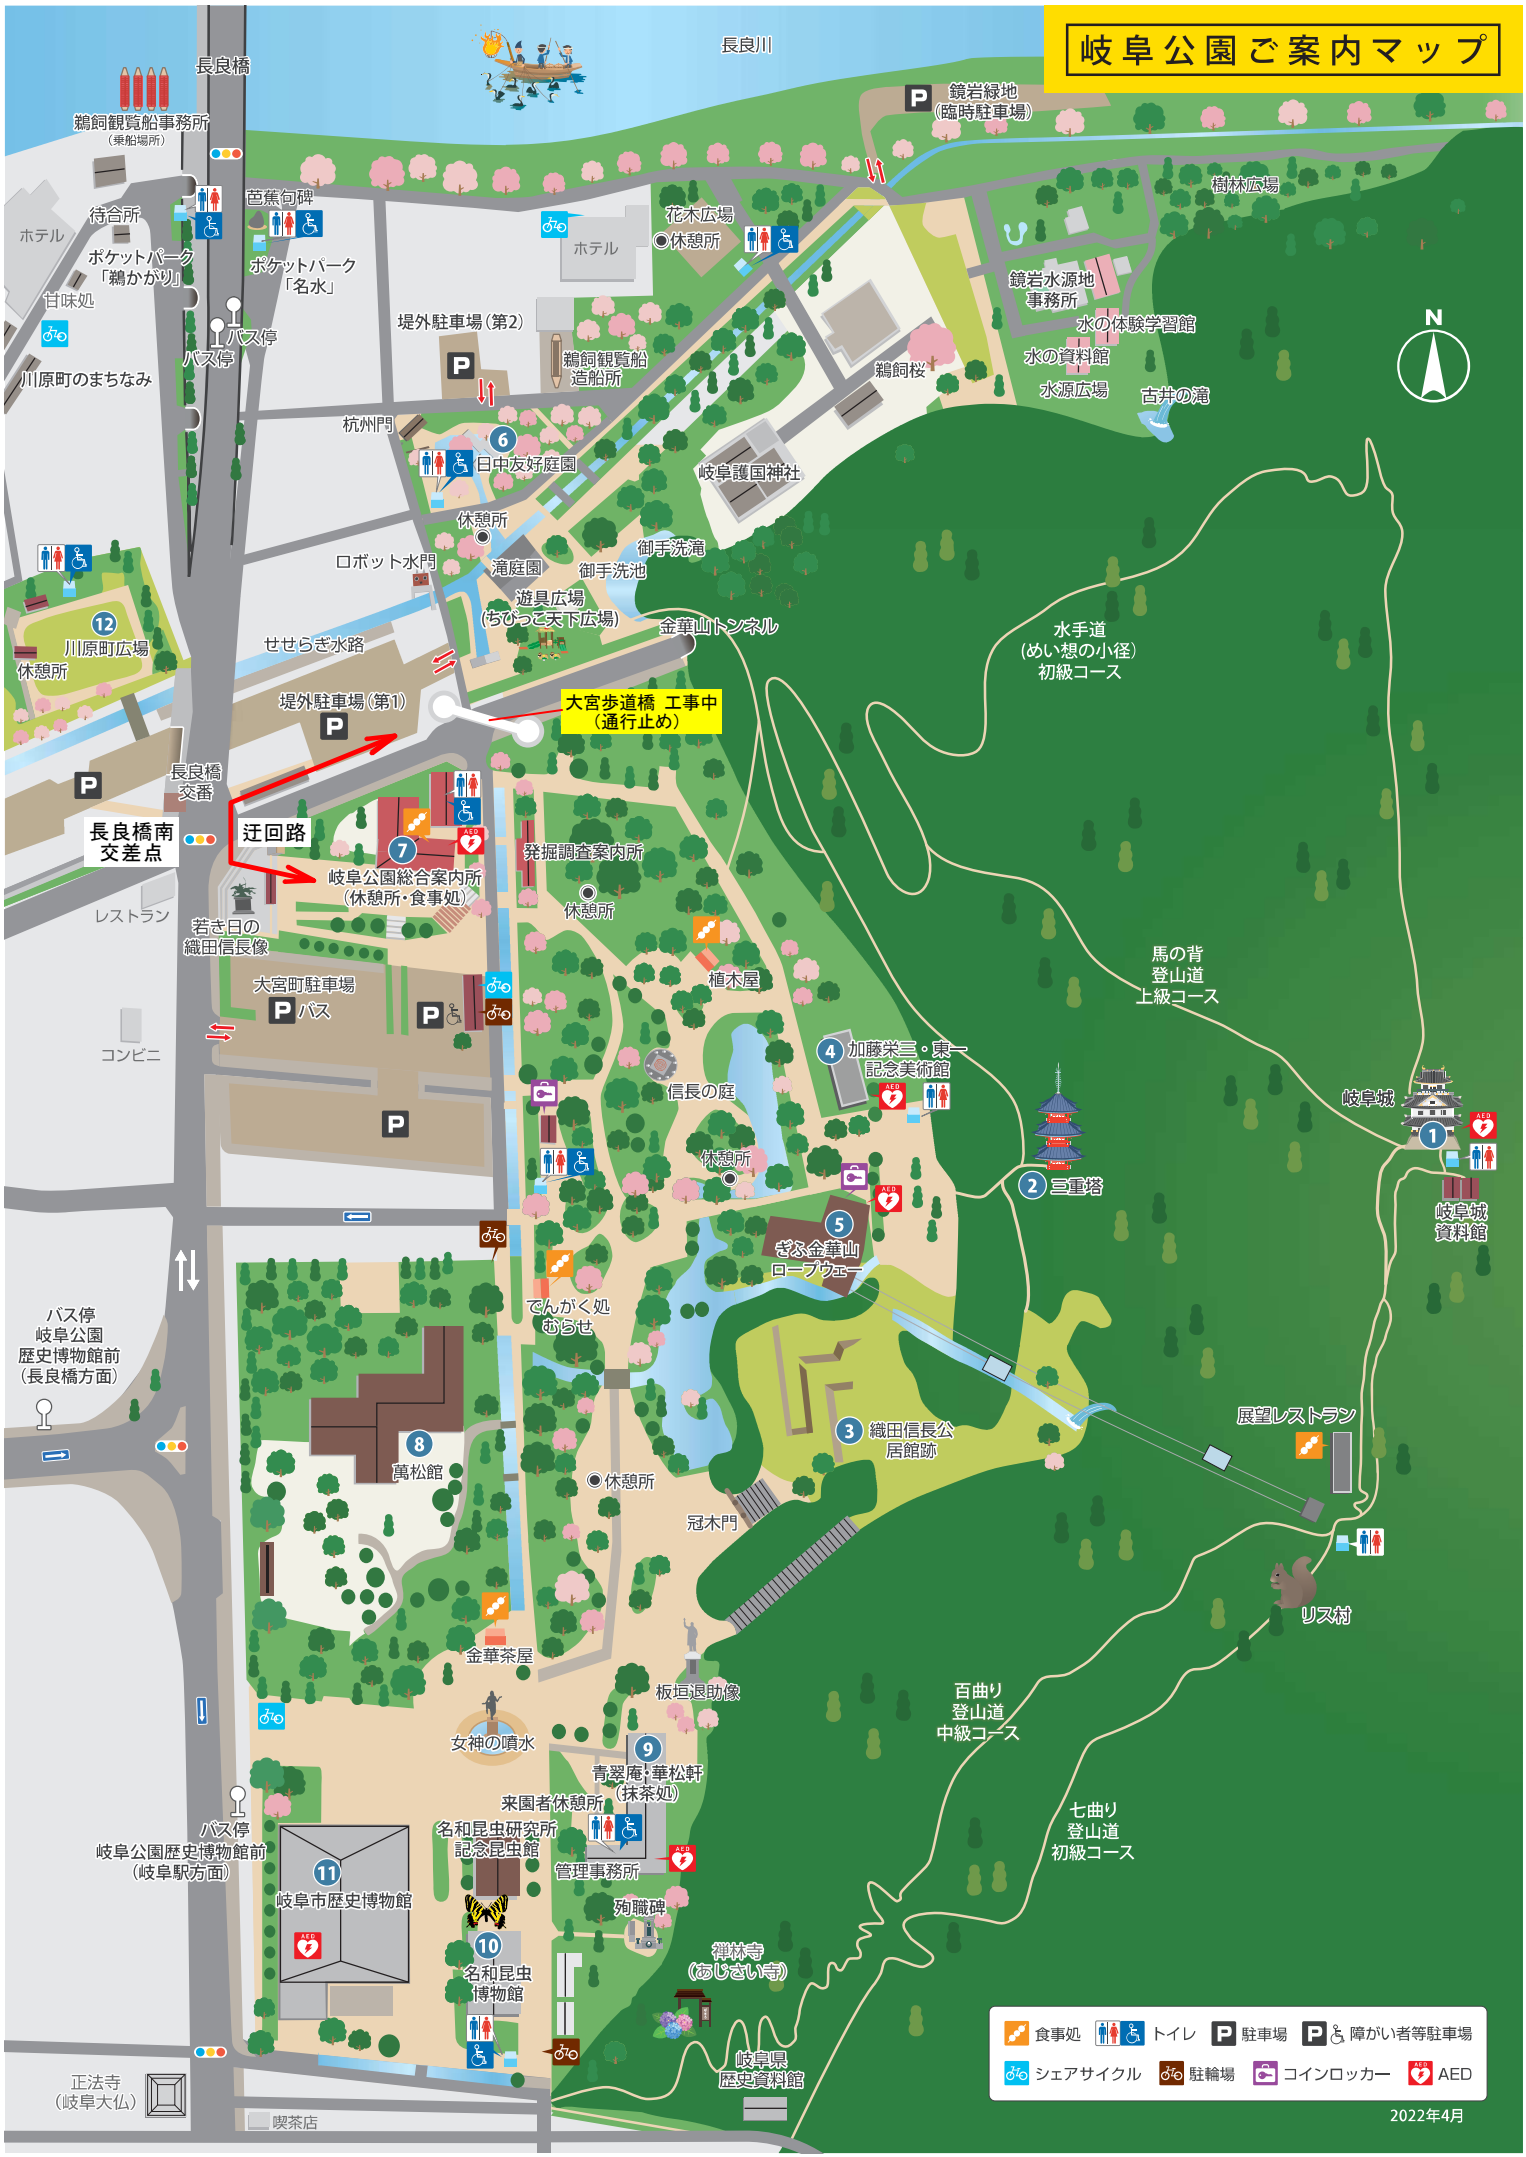 岐阜公園ご案内マップ
長良川
長良橋
鵜飼観覧船事務所
(乗船場所)
鏡岩緑地
(臨時駐車場)
P
樹林広場
芭蕉句碑
待合所
ホテル
ポケットパーク
「鵜かがり」
ポケットパーク
「名水」
花木広場
休憩所
ホテル
甘味処
バス停
バス停
川原町のまちなみ
堤外駐車場(第2)
P
鵜飼観覧船
造船所
鏡岩水源地
事務所
水の体験学習館
水の資料館
水源広場
古井の滝
鵜飼桜
N
杭州門
6
日中友好庭園
岐阜護国神社
休憩所
滝庭園
御手洗滝
御手洗池
ロボット水門
遊具広場
(ちびっこ天下広場)
金華山トンネル
12
川原町広場
休憩所
せせらぎ水路
水手道
(めい想の小径)
初級コース
堤外駐車場(第1)
P
大宮歩道橋 工事中
(通行止め)
長良橋
交番
P
長良橋南
交差点
迂回路
7
AED
岐阜公園総合案内所
(休憩所・食事処)
発掘調査案内所
休憩所
レストラン
若き日の
織田信長像
植木屋
馬の背
登山道
上級コース
大宮町駐車場
P バス
P
コンビニ
4
加藤栄三・東一
記念美術館
AED
信長の庭
P
休憩所
岐阜城
1
AED
2
三重塔
岐阜城
資料館
AED
5
ぎふ金華山
ロープウェー
でんがく処
むらせ
バス停
岐阜公園
歴史博物館前
(長良橋方面)
8
萬松館
3
織田信長公
居館跡
展望レストラン
休憩所
冠木門
リス村
金華茶屋
板垣退助像
百曲り
登山道
中級コース
女神の噴水
9
青翠庵・華松軒
(抹茶処)
来園者休憩所
七曲り
登山道
初級コース
バス停
岐阜公園歴史博物館前
(岐阜駅方面)
名和昆虫研究所
記念昆虫館
管理事務所
AED
11
岐阜市歴史博物館
AED
殉職碑
10
名和昆虫
博物館
禅林寺
(あじさい寺)
岐阜県
歴史資料館
正法寺
(岐阜大仏)
喫茶店
食事処 トイレ P 駐車場 P 障がい者等駐車場
シェアサイクル 駐輪場 コインロッカー AED AED
2022年4月